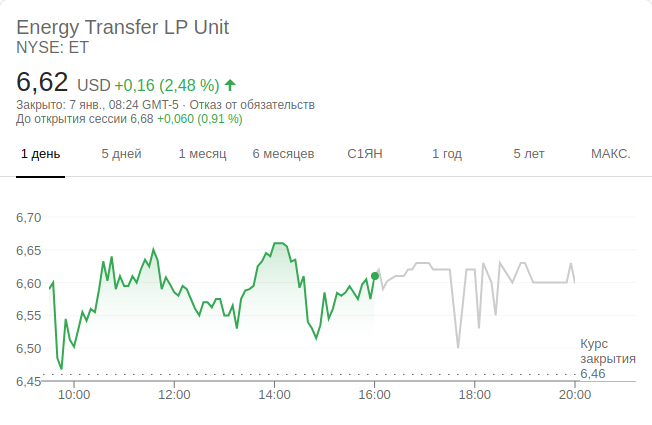 Energy Transfer LP Unit
NYSE: ET
6,62 USD +0,16 (2,48 %)
Закрыто: 7 янв., 08:24 GMT-5 · Отказ от обязательств
До открытия сессии 6,68 +0,060 (0,91 %)
1 день 5 дней 1 месяц 6 месяцев С1ЯН 1 год 5 лет МАКС.
6,70
6,65
6,60
6,55
6,50
6,45
Курс
закрытия
6,46
10:00 12:00 14:00 16:00 18:00 20:00